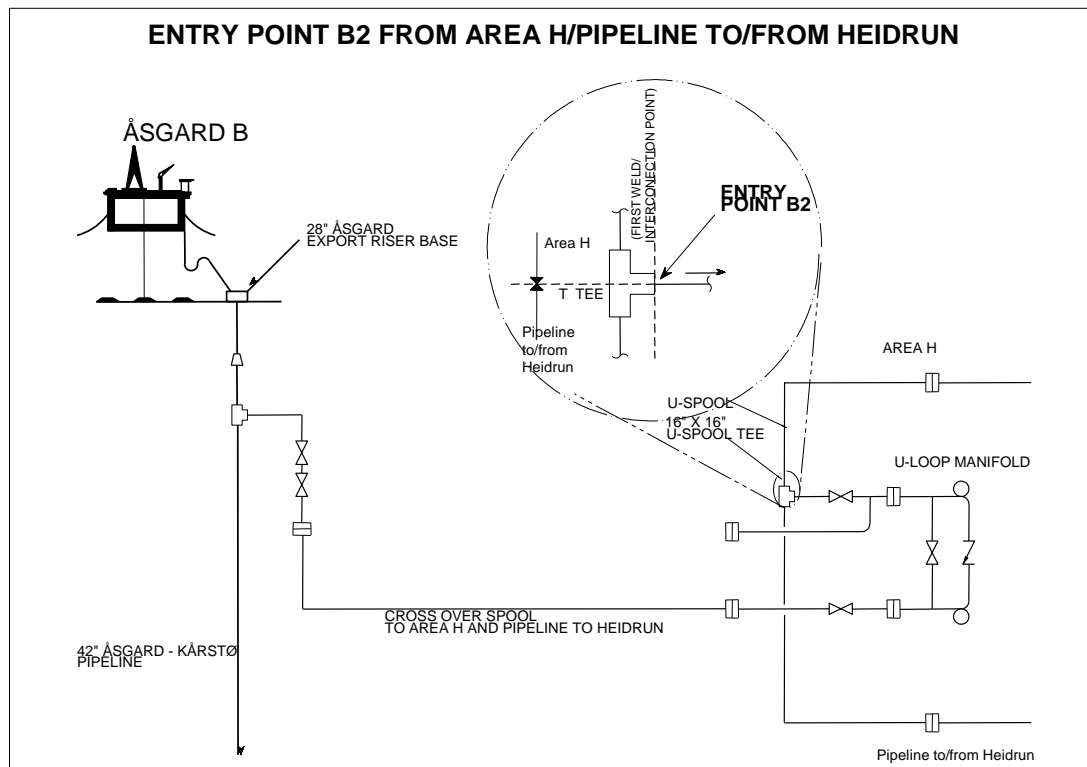 ENTRY POINT B2 FROM AREA H/PIPELINE TO/FROM HEIDRUN
ÅSGARD B
28" ÅSGARD
EXPORT RISER BASE
(FIRST WELD/
INTERCONECTION POINT)
ENTRY
POINT B2
Area H
T TEE
Pipeline
to/from
Heidrun
AREA H
U-SPOOL
16" X 16"
U-SPOOL TEE
U-LOOP MANIFOLD
CROSS OVER SPOOL
TO AREA H AND PIPELINE TO HEIDRUN
42" ÅSGARD - KÅRSTØ
PIPELINE
Pipeline to/from Heidrun